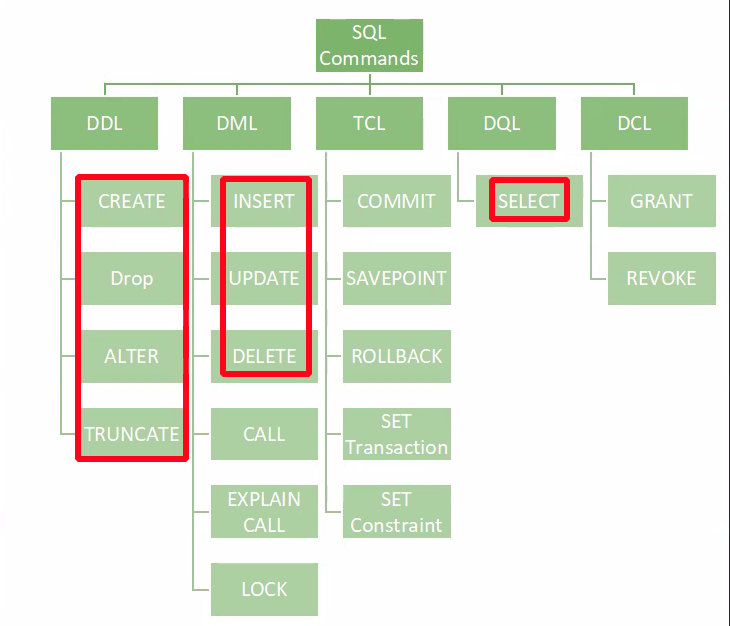 SQL
Commands
DDL
DML
TCL
DQL
DCL
CREATE
Drop
ALTER
TRUNCATE
INSERT
UPDATE
DELETE
CALL
EXPLAIN
CALL
LOCK
COMMIT
SAVEPOINT
ROLLBACK
SET
Transaction
SET
Constraint
SELECT
GRANT
REVOKE